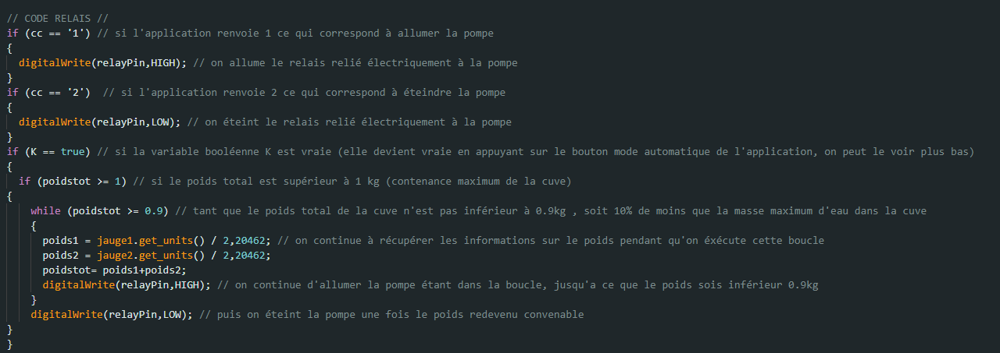 // CODE RELAIS //
if (cc == '1') // si l'application renvoie 1 ce qui correspond à allumer la pompe
{
digitalWrite(relayPin,HIGH); // on allume le relais relié électriquement à la pompe
}
if (cc == '2')  // si l'application renvoie 2 ce qui correspond à éteindre la pompe
{
digitalWrite(relayPin,LOW); // on éteint le relais relié électriquement à la pompe
}
if (K == true) // si la variable booléenne K est vraie (elle devient vraie en appuyant sur le bouton mode automatique de l'application, on peut le voir plus bas)
{
if (poidstot >= 1) // si le poids total est supérieur à 1 kg (contenance maximum de la cuve)
{
while (poidstot >= 0.9) // tant que le poids total de la cuve n'est pas inférieur à 0.9kg , soit 10% de moins que la masse maximum d'eau dans la cuve
{
poids1 = jauge1.get_units() / 2,20462; // on continue à récupérer les informations sur le poids pendant qu'on éxécute cette boucle
poids2 = jauge2.get_units() / 2,20462;
poidstot= poids1+poids2;
digitalWrite(relayPin,HIGH); // on continue d'allumer la pompe étant dans la boucle, jusqu'a ce que le poids sois inférieur 0.9kg
}
digitalWrite(relayPin,LOW); // puis on éteint la pompe une fois le poids redevenu convenable
}
}